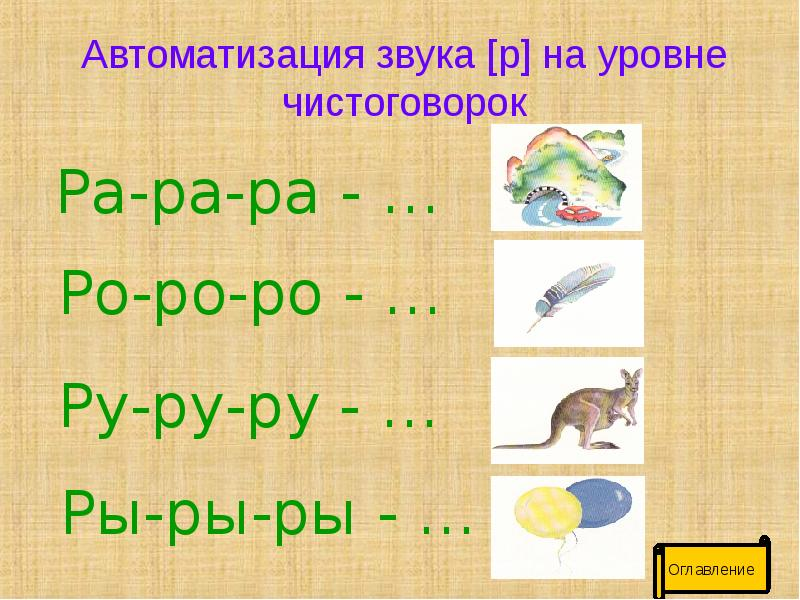 Автоматизация звука [р] на уровне
чистоговорок
Ра-ра-ра - ...
Ро-ро-ро - ...
Ру-ру-ру - ...
Ры-ры-ры - ...
Оглавление